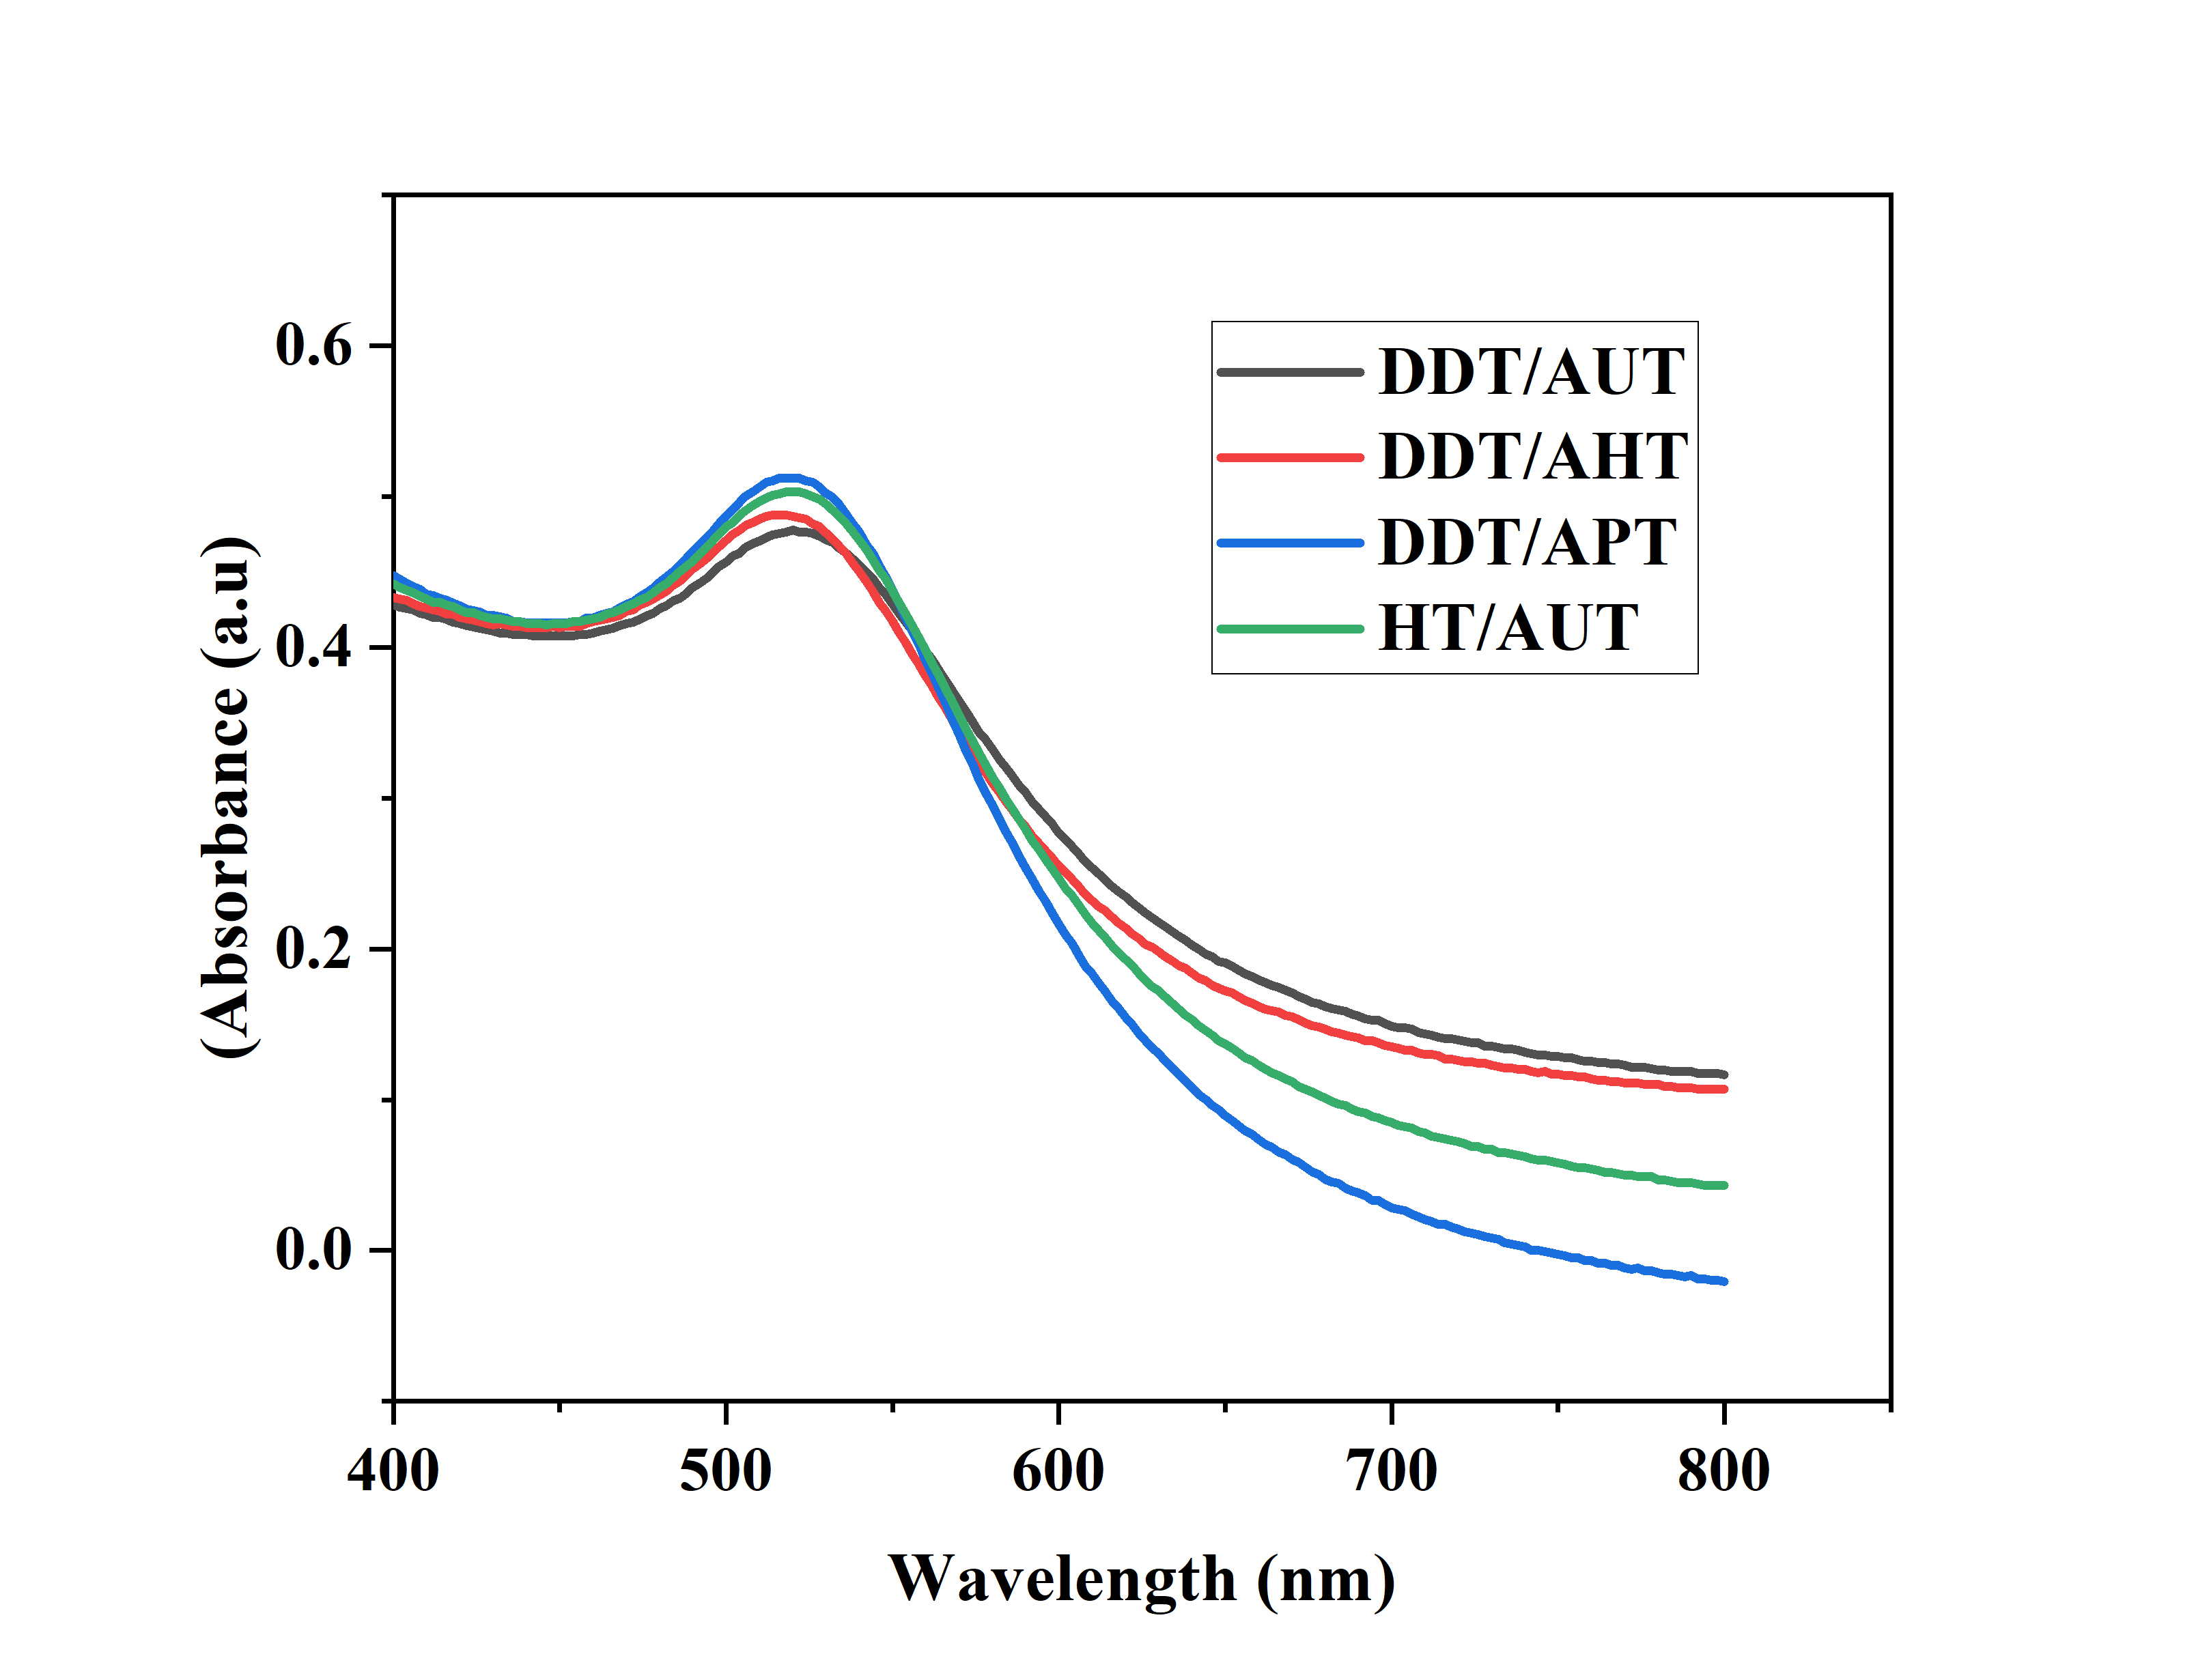 0.6
0.4
0.2
0.0
(Absorbance (a.u)
DDT/AUT
DDT/AHT
DDT/APT
HT/AUT
400 500 600 700 800
Wavelength (nm)